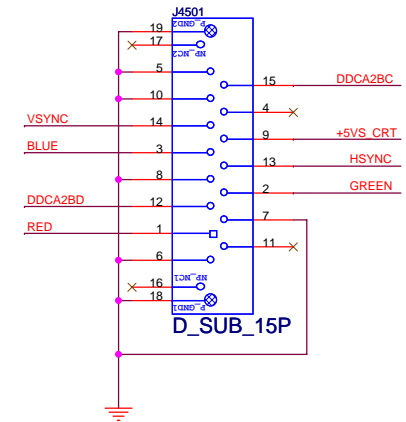 J4501
19 P_GND2
17 NP_NC2
5
15 DDCA2BC
10
4
VSYNC 14
9 +5VS_CRT
BLUE 3
13 HSYNC
8
2 GREEN
DDCA2BD 12
7
RED 1
11
6
16 NP_NC1
18 P_GND1
D_SUB_15P